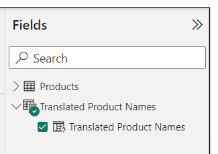 Fields
Search
Products
Translated Product Names
Translated Product Names